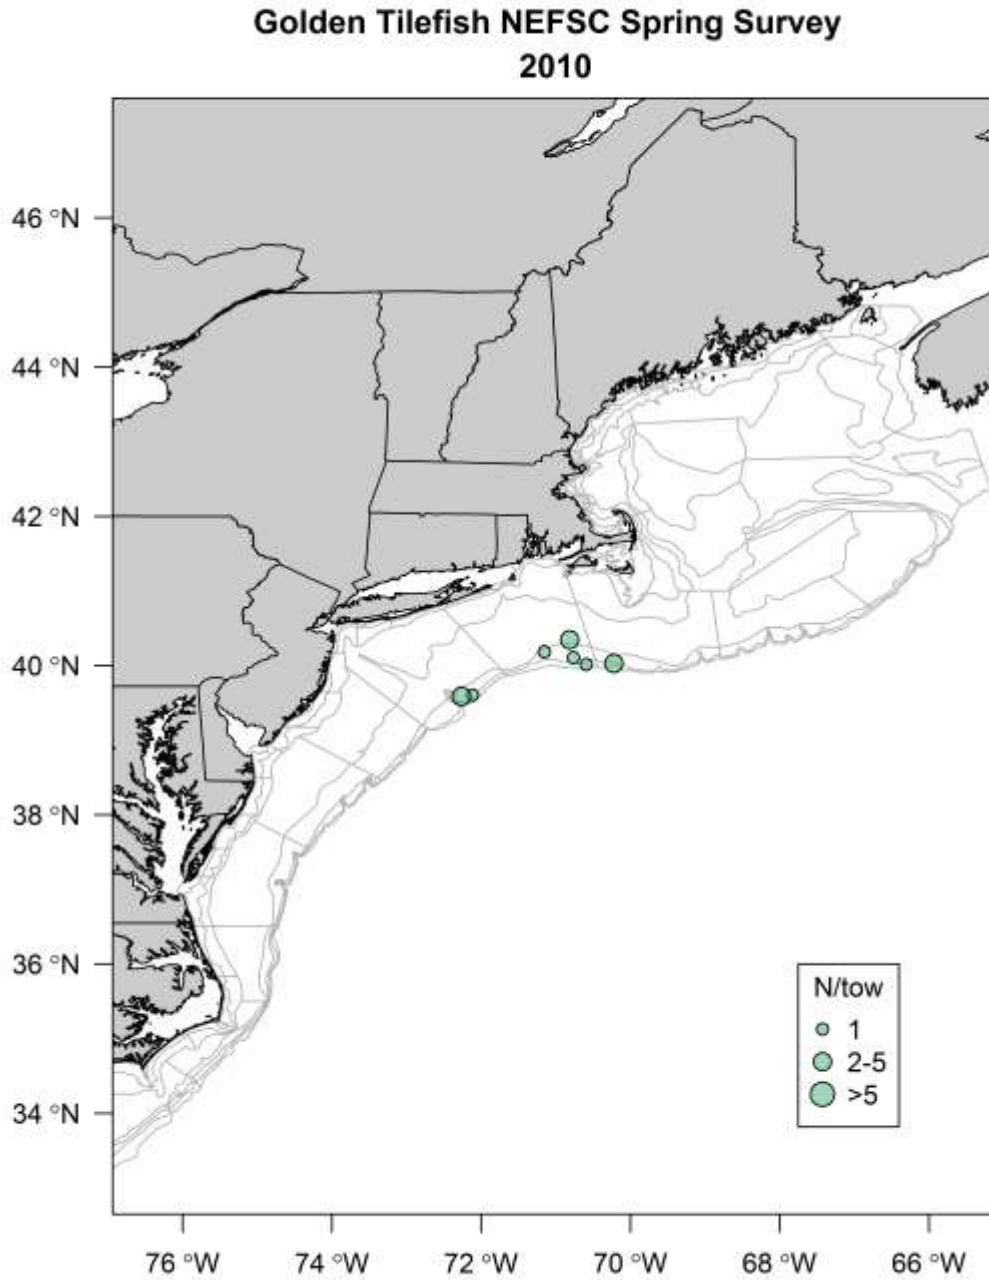 Golden Tilefish NEFSC Spring Survey
2010
46 °N
44 °N
42 °N
40 °N
38 °N
36 °N
34 °N
N/tow
1
2-5
>5
76 °W 74 °W 72 °W 70 °W 68 °W 66 °W